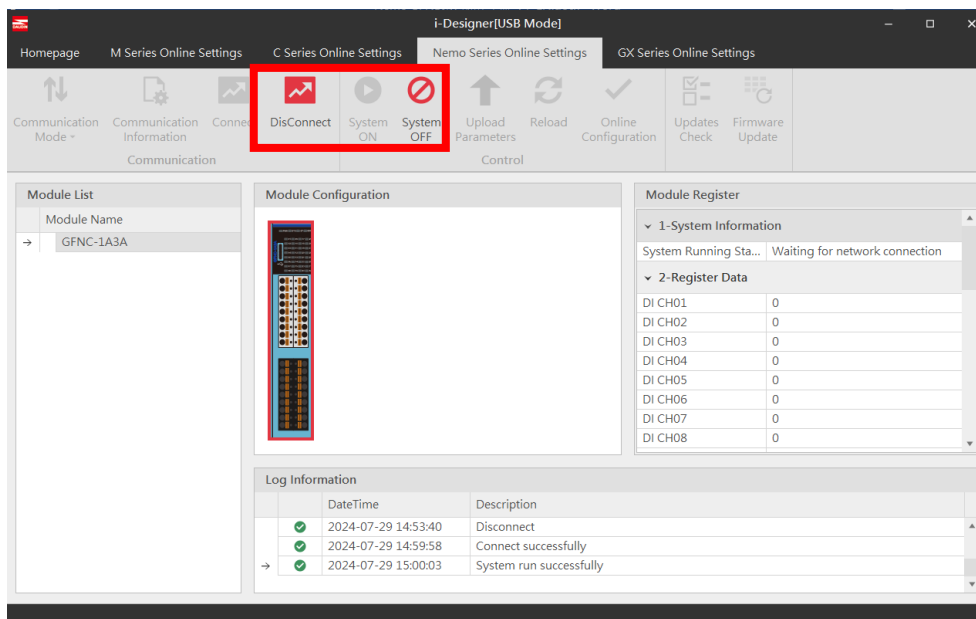 i-Designer[USB Mode]
Homepage M Series Online Settings C Series Online Settings Nemo Series Online Settings GX Series Online Settings
Communication Mode Communication Information Connec DisConnect System ON System OFF Upload Parameters Reload Online Configuration Updates Check Firmware Update
Communication Control
Module List
Module Name
GFNC-1A3A
Module Configuration
Module Register
1-System Information
System Running Sta... Waiting for network connection
2-Register Data
DI CH01 0
DI CH02 0
DI CH03 0
DI CH04 0
DI CH05 0
DI CH06 0
DI CH07 0
DI CH08 0
Log Information
DateTime Description
2024-07-29 14:53:40 Disconnect
2024-07-29 14:59:58 Connect successfully
2024-07-29 15:00:03 System run successfully